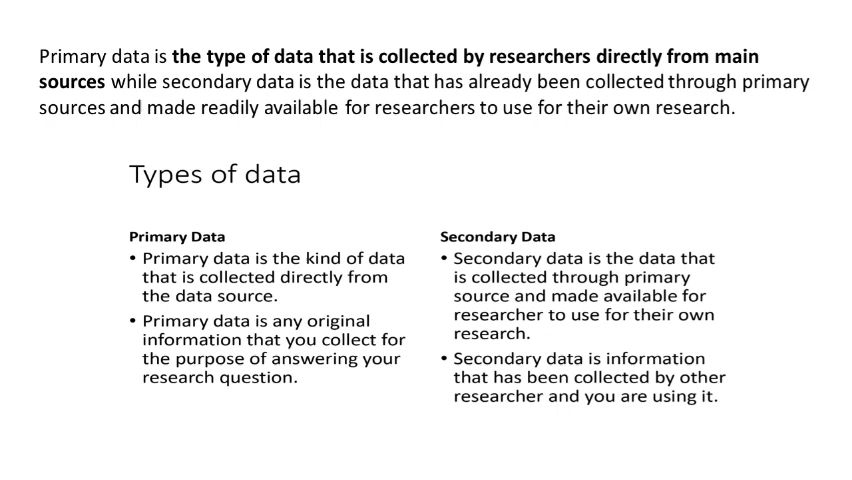 Primary data is the type of data that is collected by researchers directly from main
sources while secondary data is the data that has already been collected through primary
sources and made readily available for researchers to use for their own research.
Types of data
Primary Data
• Primary data is the kind of data
that is collected directly from
the data source.
• Primary data is any original
information that you collect for
the purpose of answering your
research question.
Secondary Data
• Secondary data is the data that
is collected through primary
source and made available for
researcher to use for their own
research.
• Secondary data is information
that has been collected by other
researcher and you are using it.